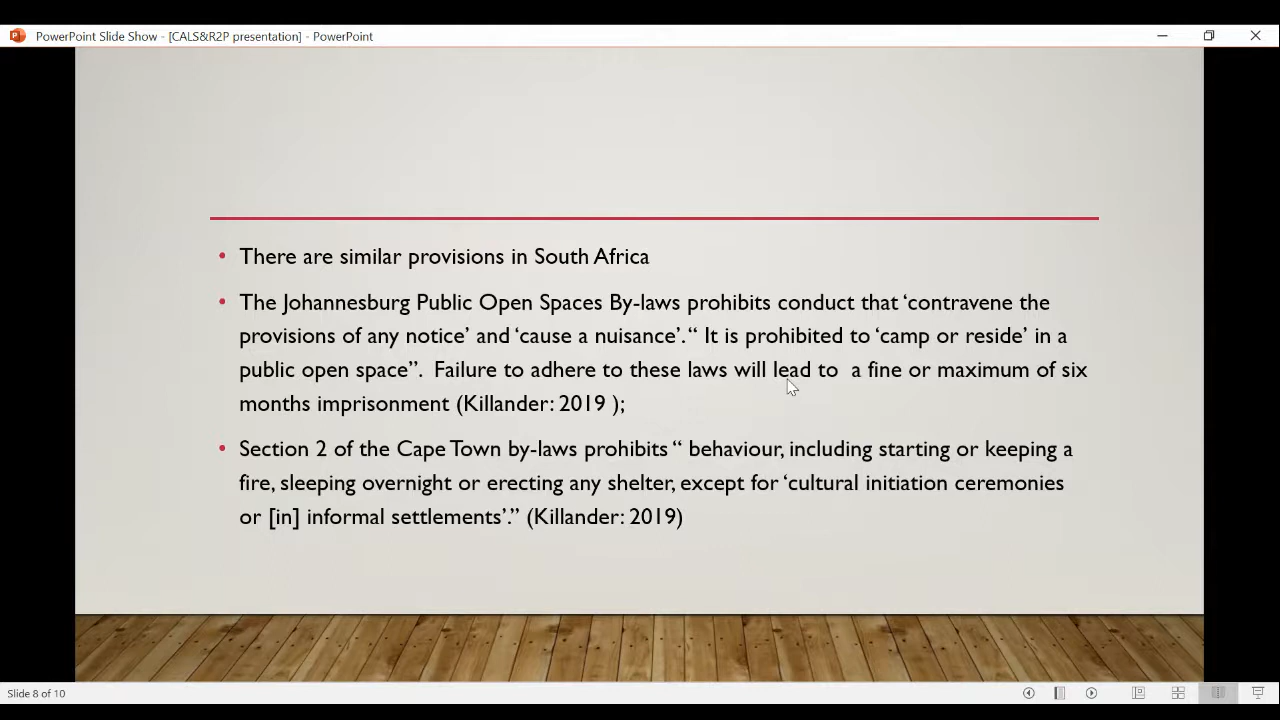 PowerPoint Slide Show - [CALS&R2P presentation] - PowerPoint
• There are similar provisions in South Africa
• The Johannesburg Public Open Spaces By-laws prohibits conduct that ‘contravene the
provisions of any notice’ and ‘cause a nuisance’. “ It is prohibited to ‘camp or reside’ in a
public open space”.  Failure to adhere to these laws will lead to  a fine or maximum of six
months imprisonment (Killander: 2019 );
• Section 2 of the Cape Town by-laws prohibits “ behaviour, including starting or keeping a
fire, sleeping overnight or erecting any shelter, except for ‘cultural initiation ceremonies
or [in] informal settlements’.” (Killander: 2019)
Slide 8 of 10